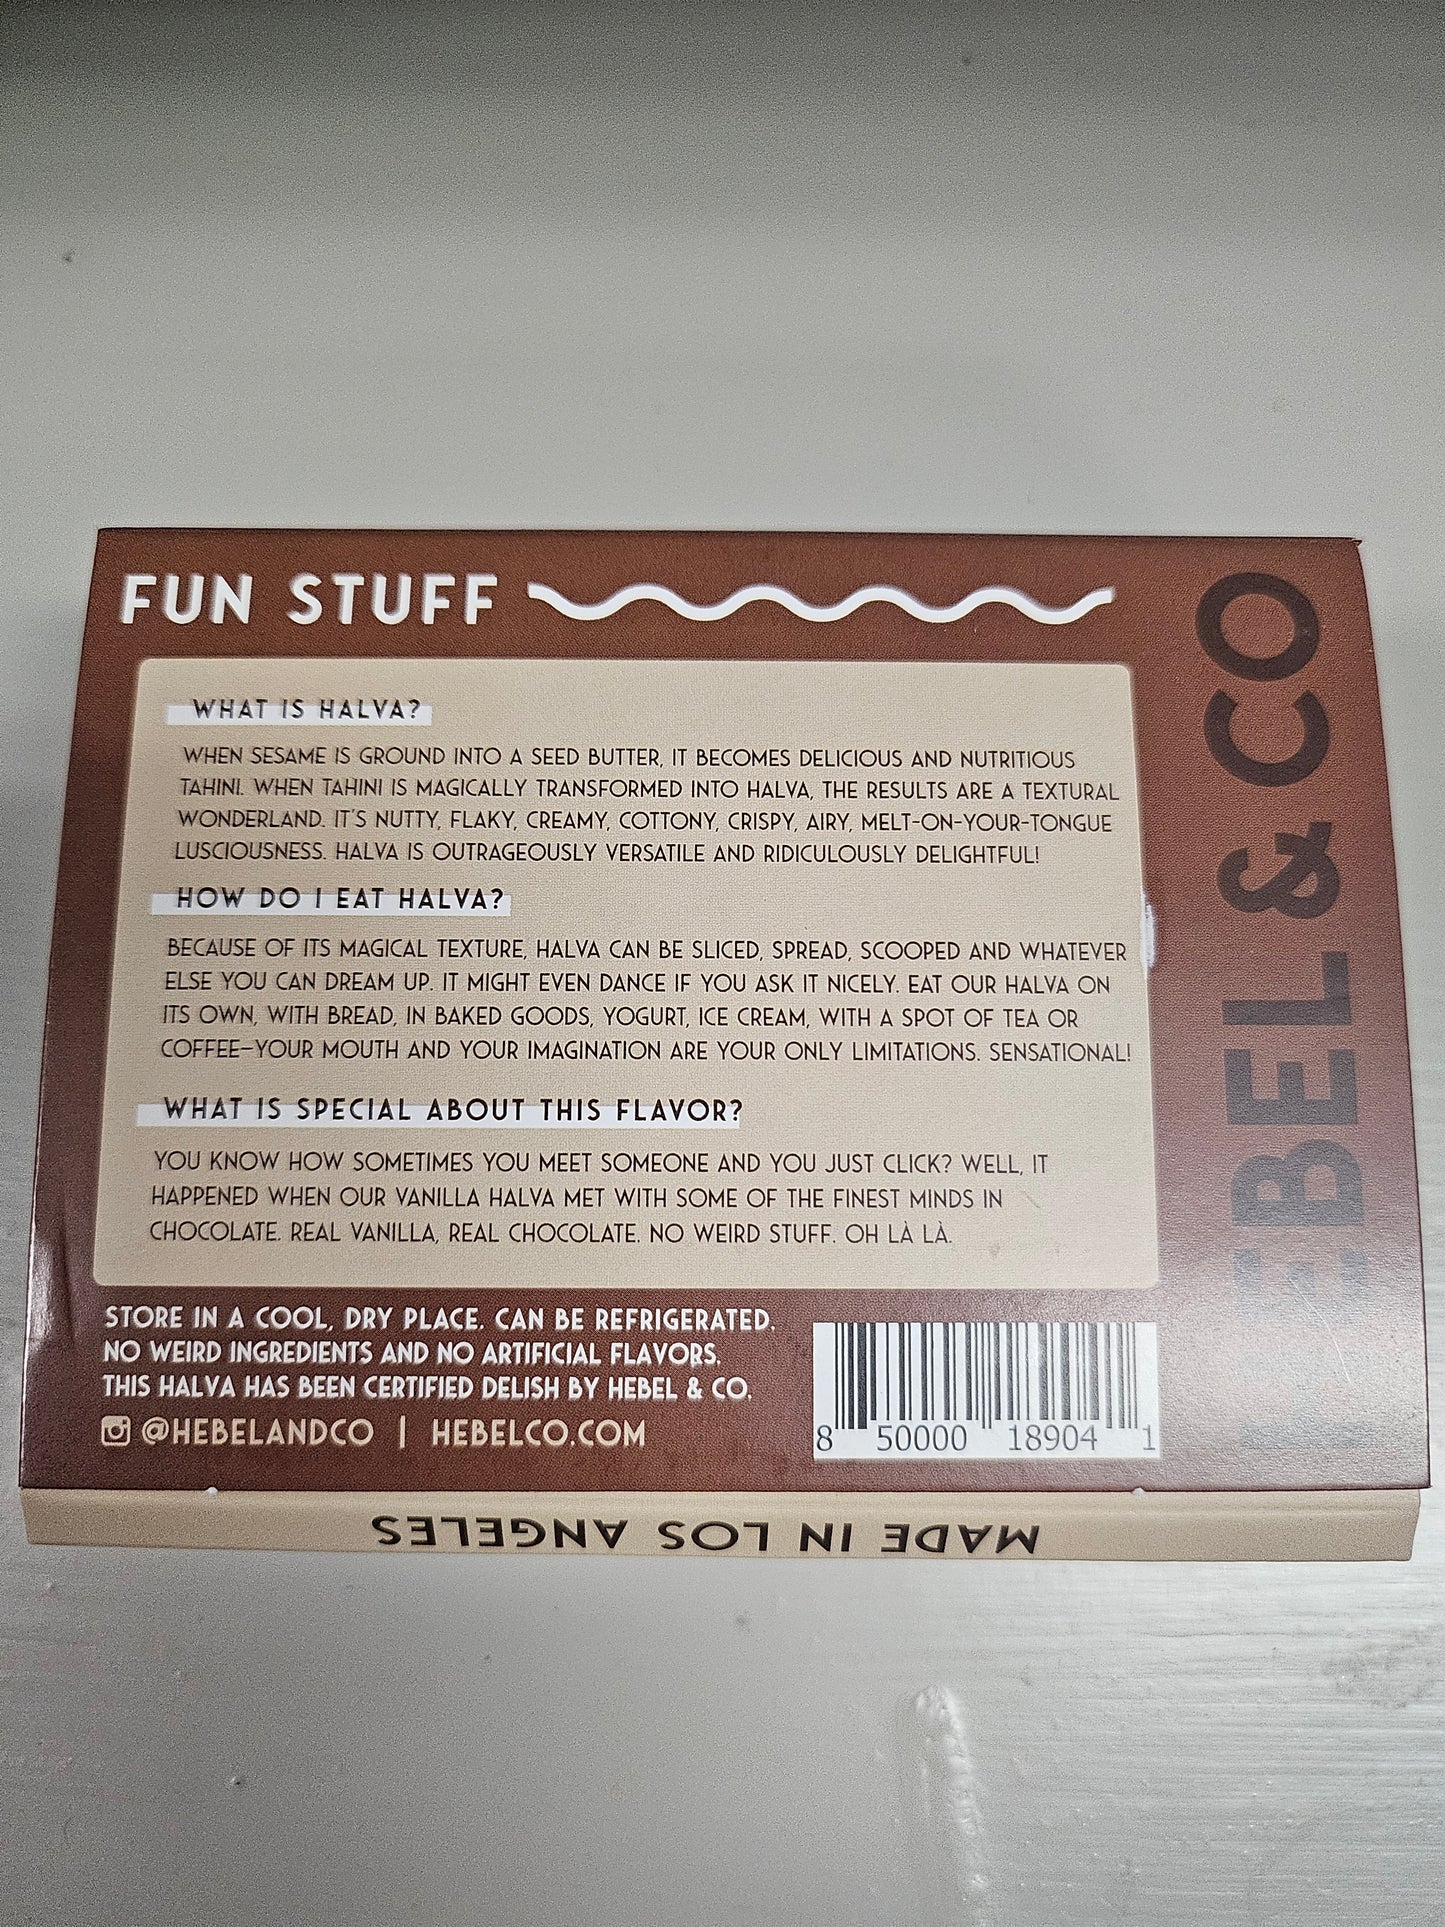 FUN STUFF
WHAT IS HALVA?
WHEN SESAME IS GROUND INTO A SEED BUTTER, IT BECOMES DELICIOUS AND NUTRITIOUS
TAHINI. WHEN TAHINI IS MAGICALLY TRANSFORMED INTO HALVA, THE RESULTS ARE A TEXTURAL
WONDERLAND. IT'S NUTTY, FLAKY, CREAMY, COTTONY, CRISPY, AIRY, MELT-ON-YOUR-TONGUE
LUSCIOUSNESS. HALVA IS OUTRAGEOUSLY VERSATILE AND RIDICULOUSLY DELIGHTFUL!
HOW DO I EAT HALVA?
BECAUSE OF ITS MAGICAL TEXTURE, HALVA CAN BE SLICED, SPREAD, SCOOPED AND WHATEVER
ELSE YOU CAN DREAM UP. IT MIGHT EVEN DANCE IF YOU ASK IT NICELY. EAT OUR HALVA ON
ITS OWN, WITH BREAD, IN BAKED GOODS, YOGURT, ICE CREAM, WITH A SPOT OF TEA OR
COFFEE—YOUR MOUTH AND YOUR IMAGINATION ARE YOUR ONLY LIMITATIONS. SENSATIONAL!
WHAT IS SPECIAL ABOUT THIS FLAVOR?
YOU KNOW HOW SOMETIMES YOU MEET SOMEONE AND YOU JUST CLICK? WELL, IT
HAPPENED WHEN OUR VANILLA HALVA MET WITH SOME OF THE FINEST MINDS IN
CHOCOLATE. REAL VANILLA, REAL CHOCOLATE. NO WEIRD STUFF. OH LÀ LÀ.
STORE IN A COOL, DRY PLACE. CAN BE REFRIGERATED.
NO WEIRD INGREDIENTS AND NO ARTIFICIAL FLAVORS.
THIS HALVA HAS BEEN CERTIFIED DELISH BY HEBEL & CO.
@HEBELANDCO | HEBELCO.COM
8 50000 18904 1
HEBEL & CO
MADE IN LOS ANGELES